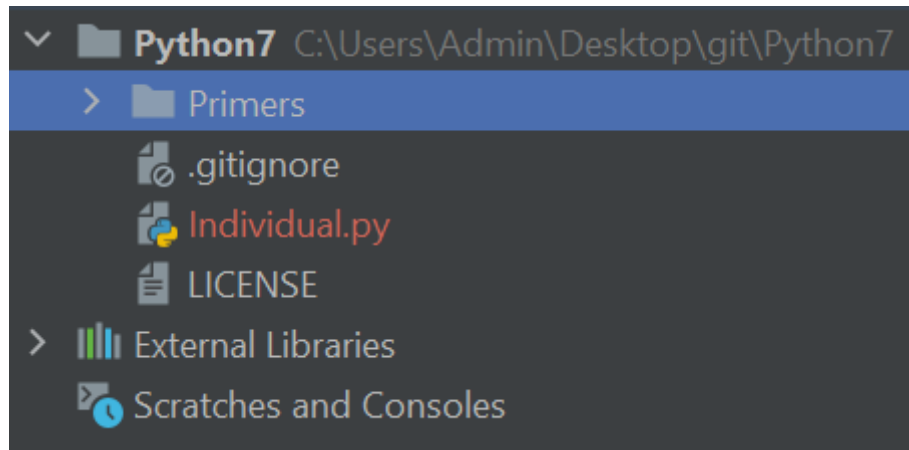 Python7 C:\Users\Admin\Desktop\git\Python7
Primers
.gitignore
Individual.py
LICENSE
External Libraries
Scratches and Consoles